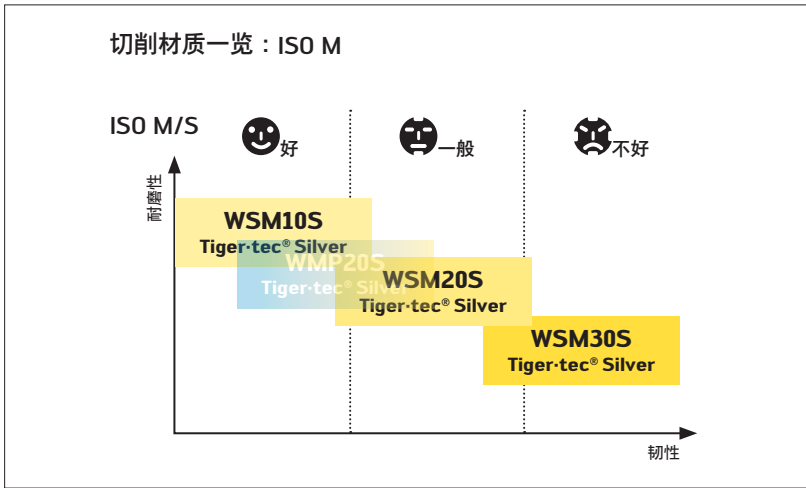 切削材质一览：ISO M
ISO M/S
好
一般
不好
耐磨性
WSM10S
Tiger·tec® Silver
WMP20S
Tiger·tec® Silver
WSM20S
Tiger·tec® Silver
WSM30S
Tiger·tec® Silver
韧性